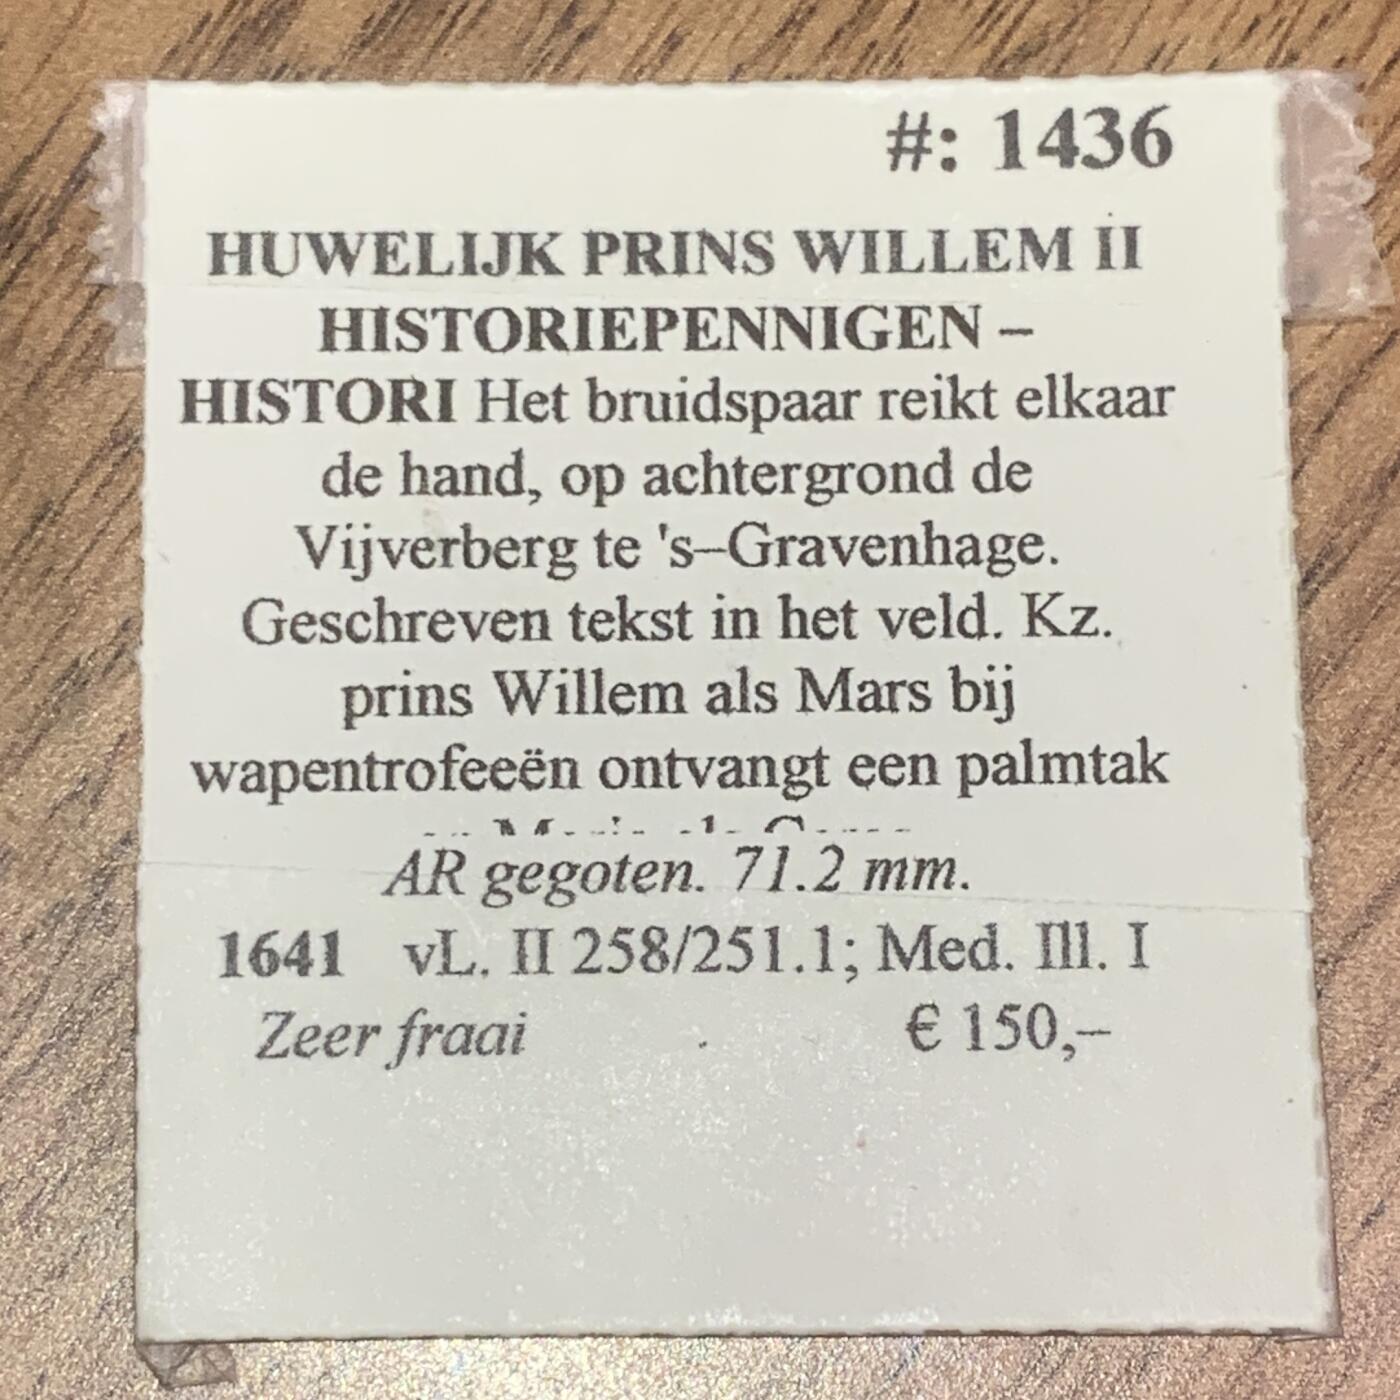 #: 1436
HUWELIJK PRINS WILLEM II
HISTORIEPENNIGEN –
HISTORI Het bruidspaar reikt elkaar
de hand, op achtergrond de
Vijverberg te 's–Gravenhage.
Geschreven tekst in het veld. Kz.
prins Willem als Mars bij
wapentrofeeën ontvangt een palmtak
AR gegoten. 71.2 mm.
1641 vL. II 258/251.1; Med. Ill. I
Zeer fraai € 150,–